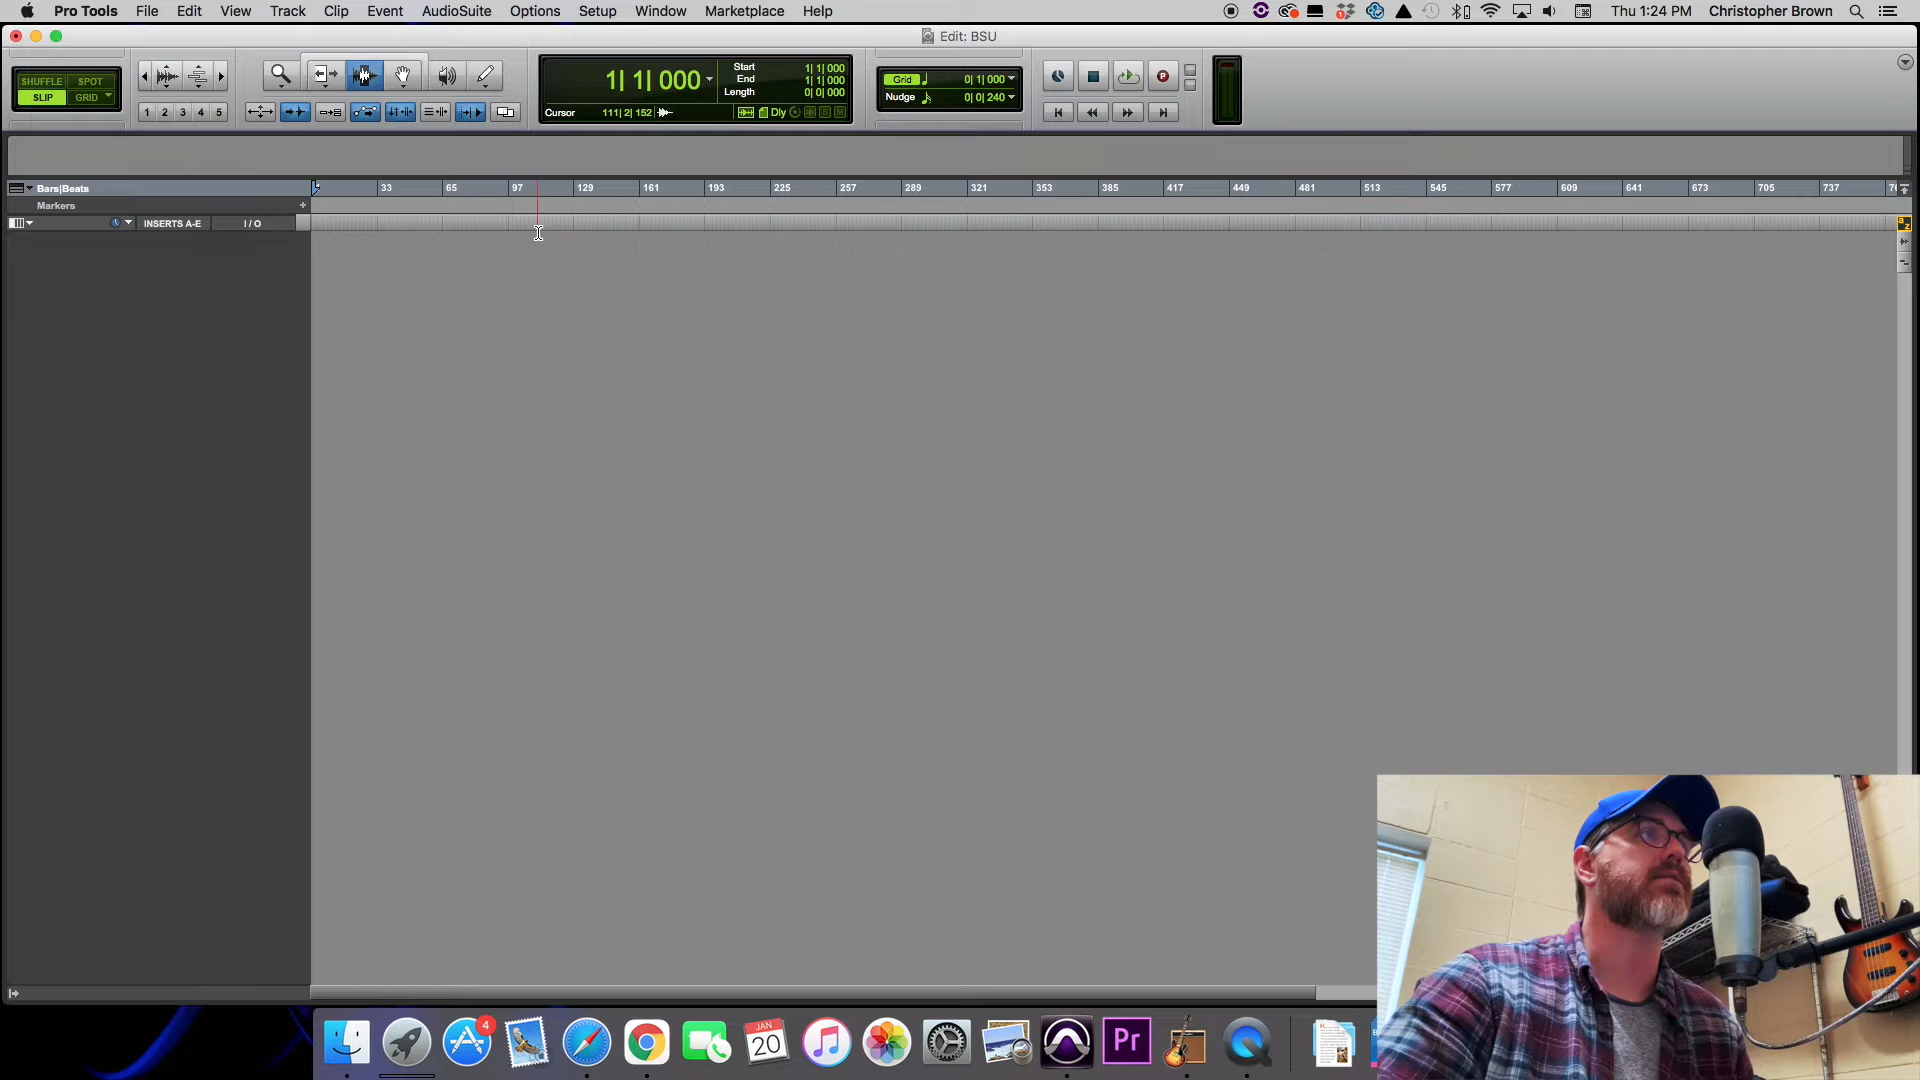 Pro Tools File Edit View Track Clip Event AudioSuite Options Setup Window Marketplace Help Thu 1:24 PM Christopher Brown
Edit: BSU
SHUFFLE SPOT
SLIP GRID
1 2 3 4 5
1| 1| 000
Start 1| 1| 000
End 1| 1| 000
Length 0| 0| 000
Cursor 111| 2| 152 Dly S M
Grid 0| 1| 000
Nudge 0| 0| 240
Bars|Beats 33 65 97 129 161 193 225 257 289 321 353 385 417 449 481 513 545 577 609 641 673 705 737
Markers +
INSERTS A-E I / O
a
z
4
JAN
20
Pr